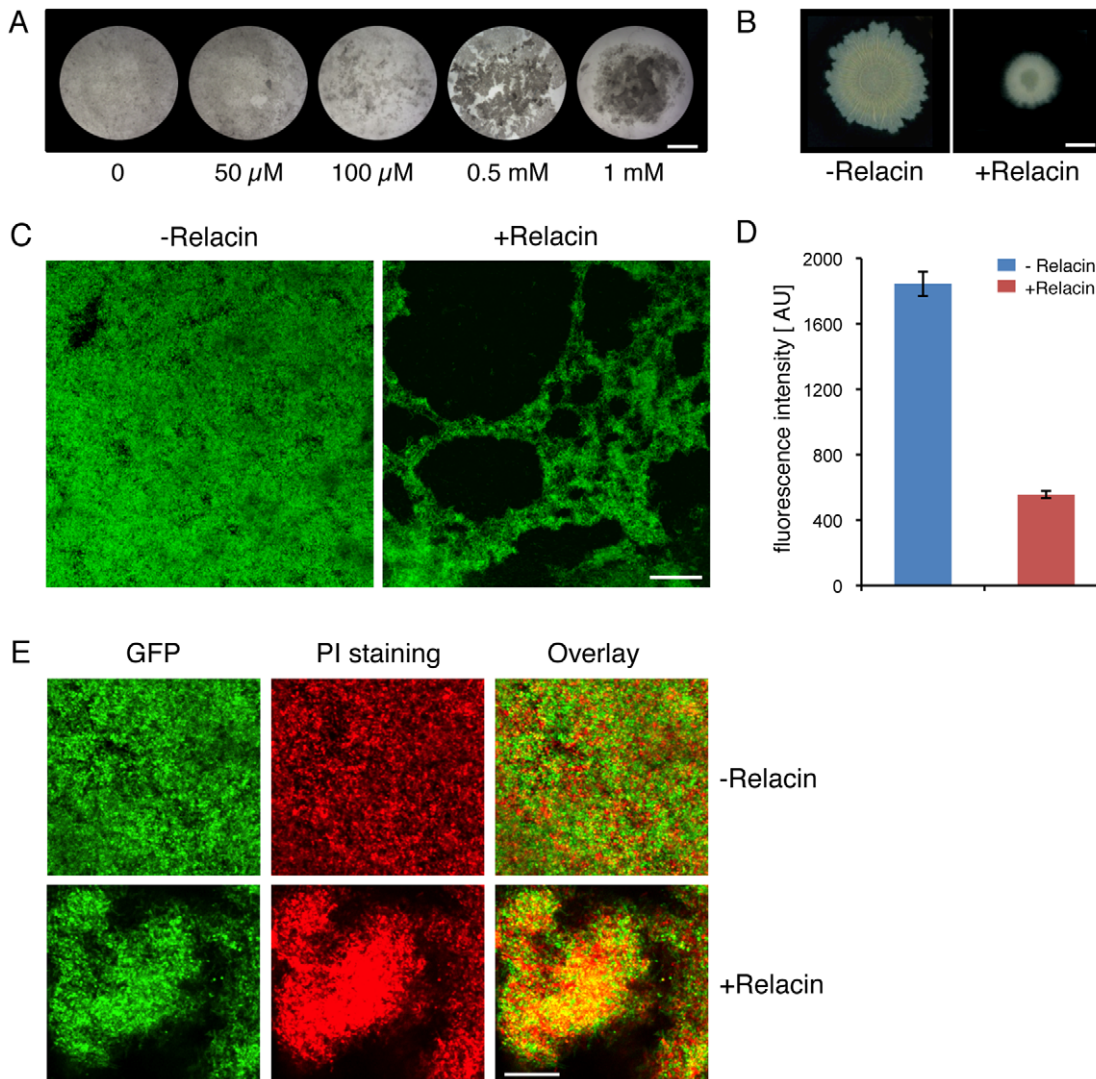 A
0 50 µM 100 µM 0.5 mM 1 mM
B
-Relacin +Relacin
C
-Relacin +Relacin
D
fluorescence intensity [ AU]
2000
1600
1200
800
400
0
- Relacin
+Relacin
E
GFP PI staining Overlay
-Relacin
+Relacin